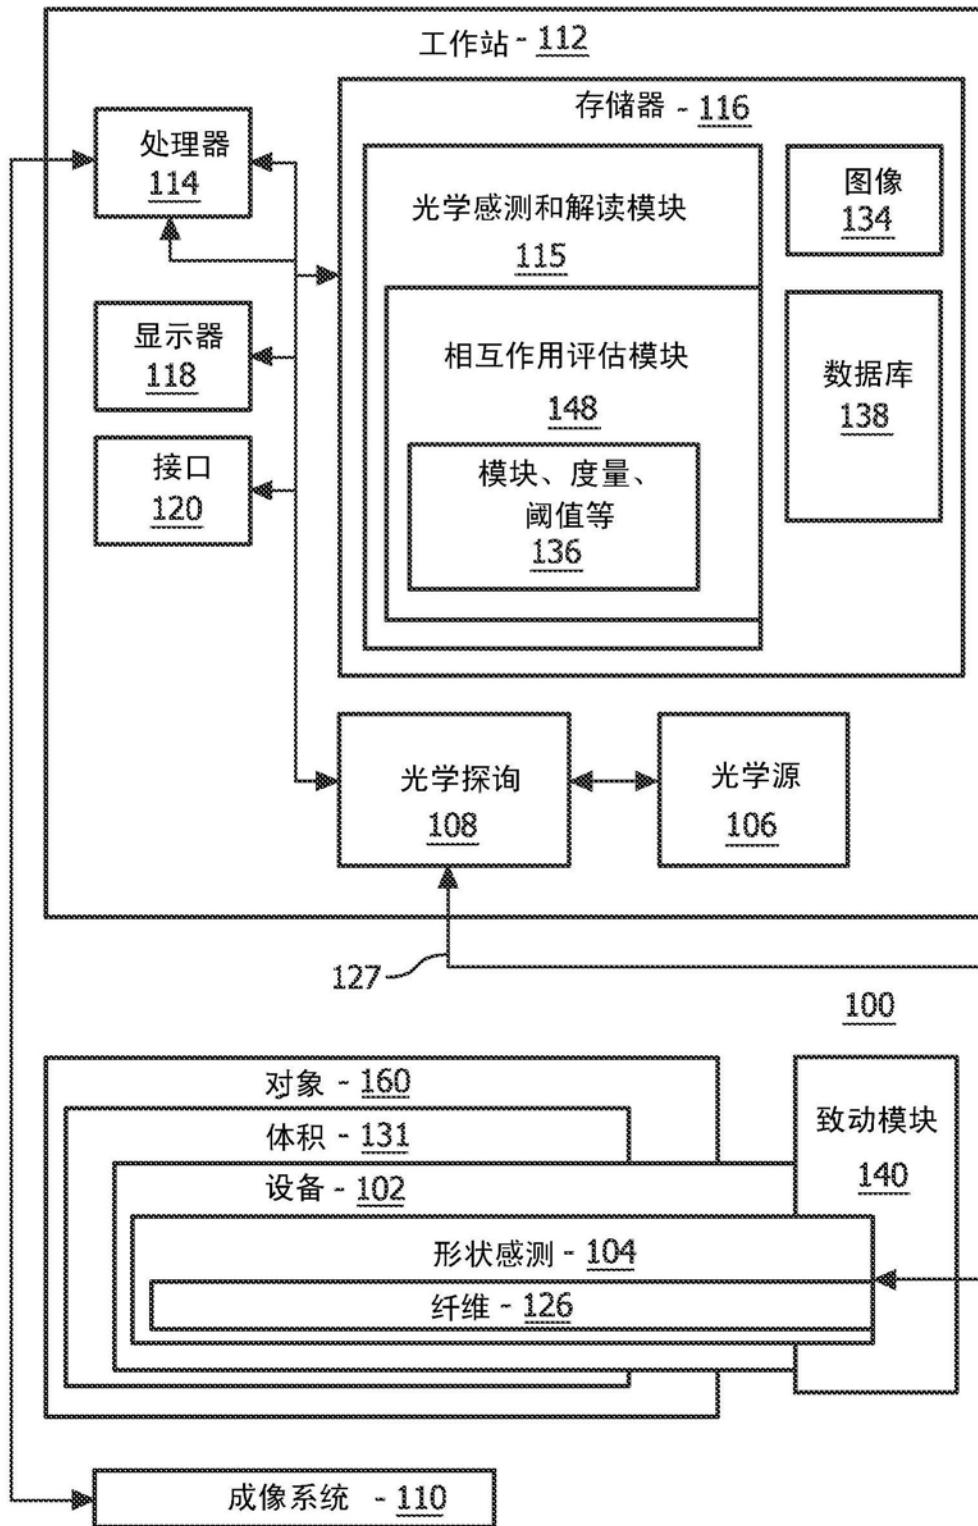 工作站 - 112
存储器 - 116
处理器
114
光学感测和解读模块
115
图像
134
显示器
118
相互作用评估模块
148
数据库
138
接口
120
模块、度量、
阈值等
136
光学探询
108
光学源
106
127
100
对象 - 160
体积 - 131
设备 - 102
形状感测 - 104
纤维 - 126
致动模块
140
成像系统 - 110